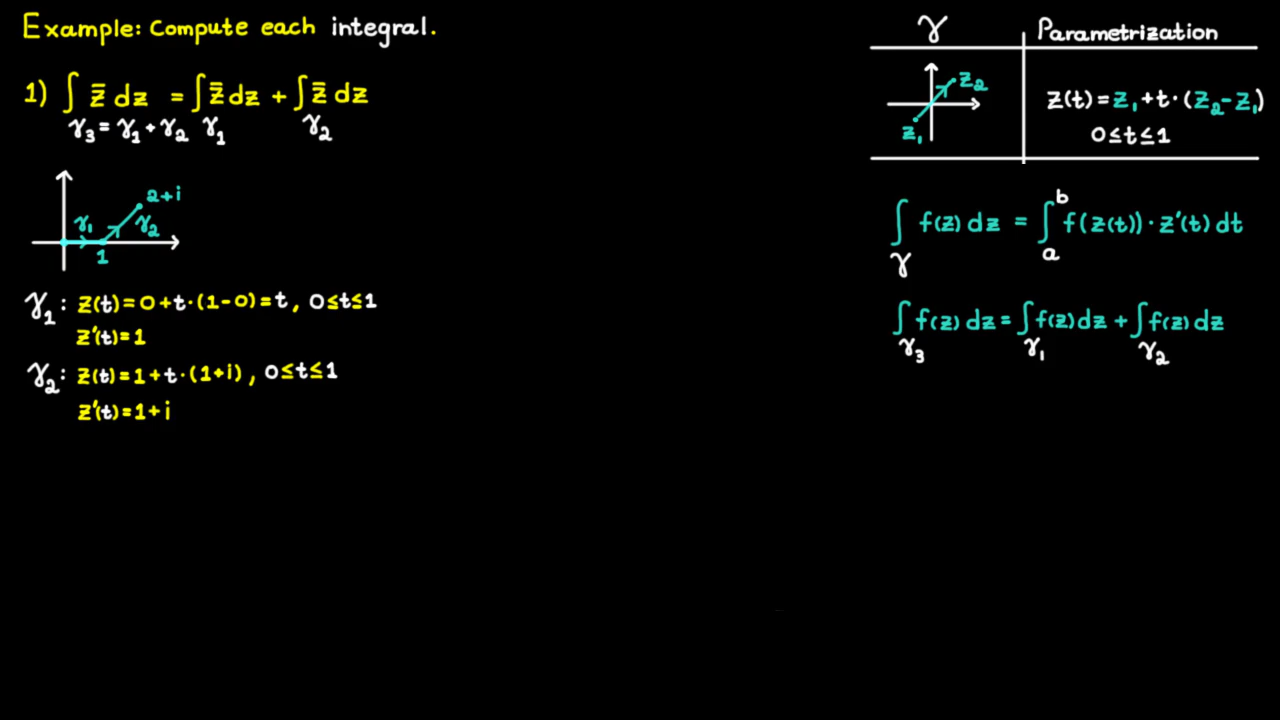 Example: Compute each integral.
1) ∫ z̄ dz = ∫ z̄ dz + ∫ z̄ dz
γ₃ = γ₁ + γ₂ γ₁ γ₂
2+i
γ₁ γ₂
1
γ₁: z(t)=0+t·(1-0)=t, 0≤t≤1
z'(t)=1
γ₂: z(t)=1+t·(1+i), 0≤t≤1
z'(t)=1+i
γ Parametrization
z₂
z₁
z(t)=z₁+t·(z₂-z₁)
0≤t≤1
b
∫ f(z) dz = ∫ f(z(t))·z'(t) dt
γ a
∫ f(z) dz = ∫ f(z) dz + ∫ f(z) dz
γ₃ γ₁ γ₂